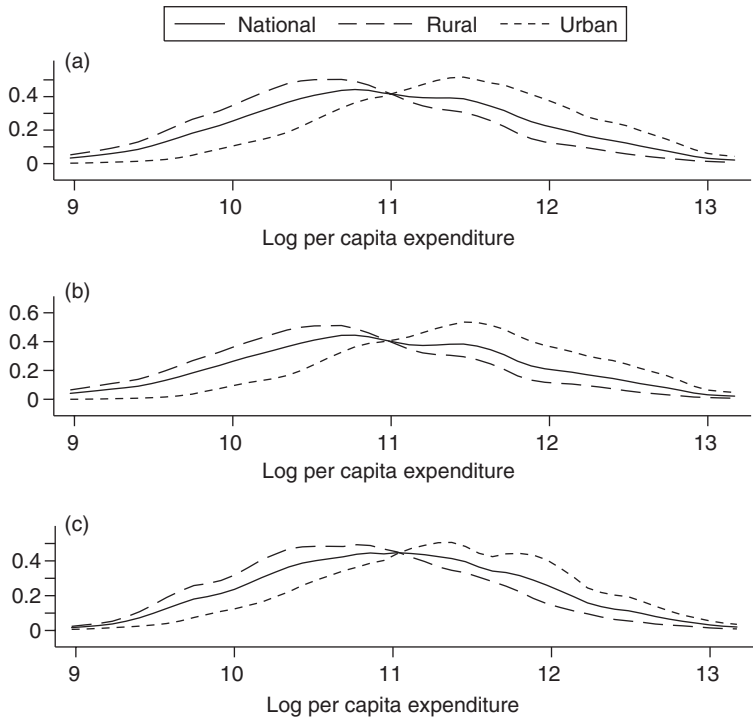 National Rural Urban
(a)
0.4
0.2
0
9 10 11 12 13
Log per capita expenditure
(b)
0.6
0.4
0.2
0
9 10 11 12 13
Log per capita expenditure
(c)
0.4
0.2
0
9 10 11 12 13
Log per capita expenditure